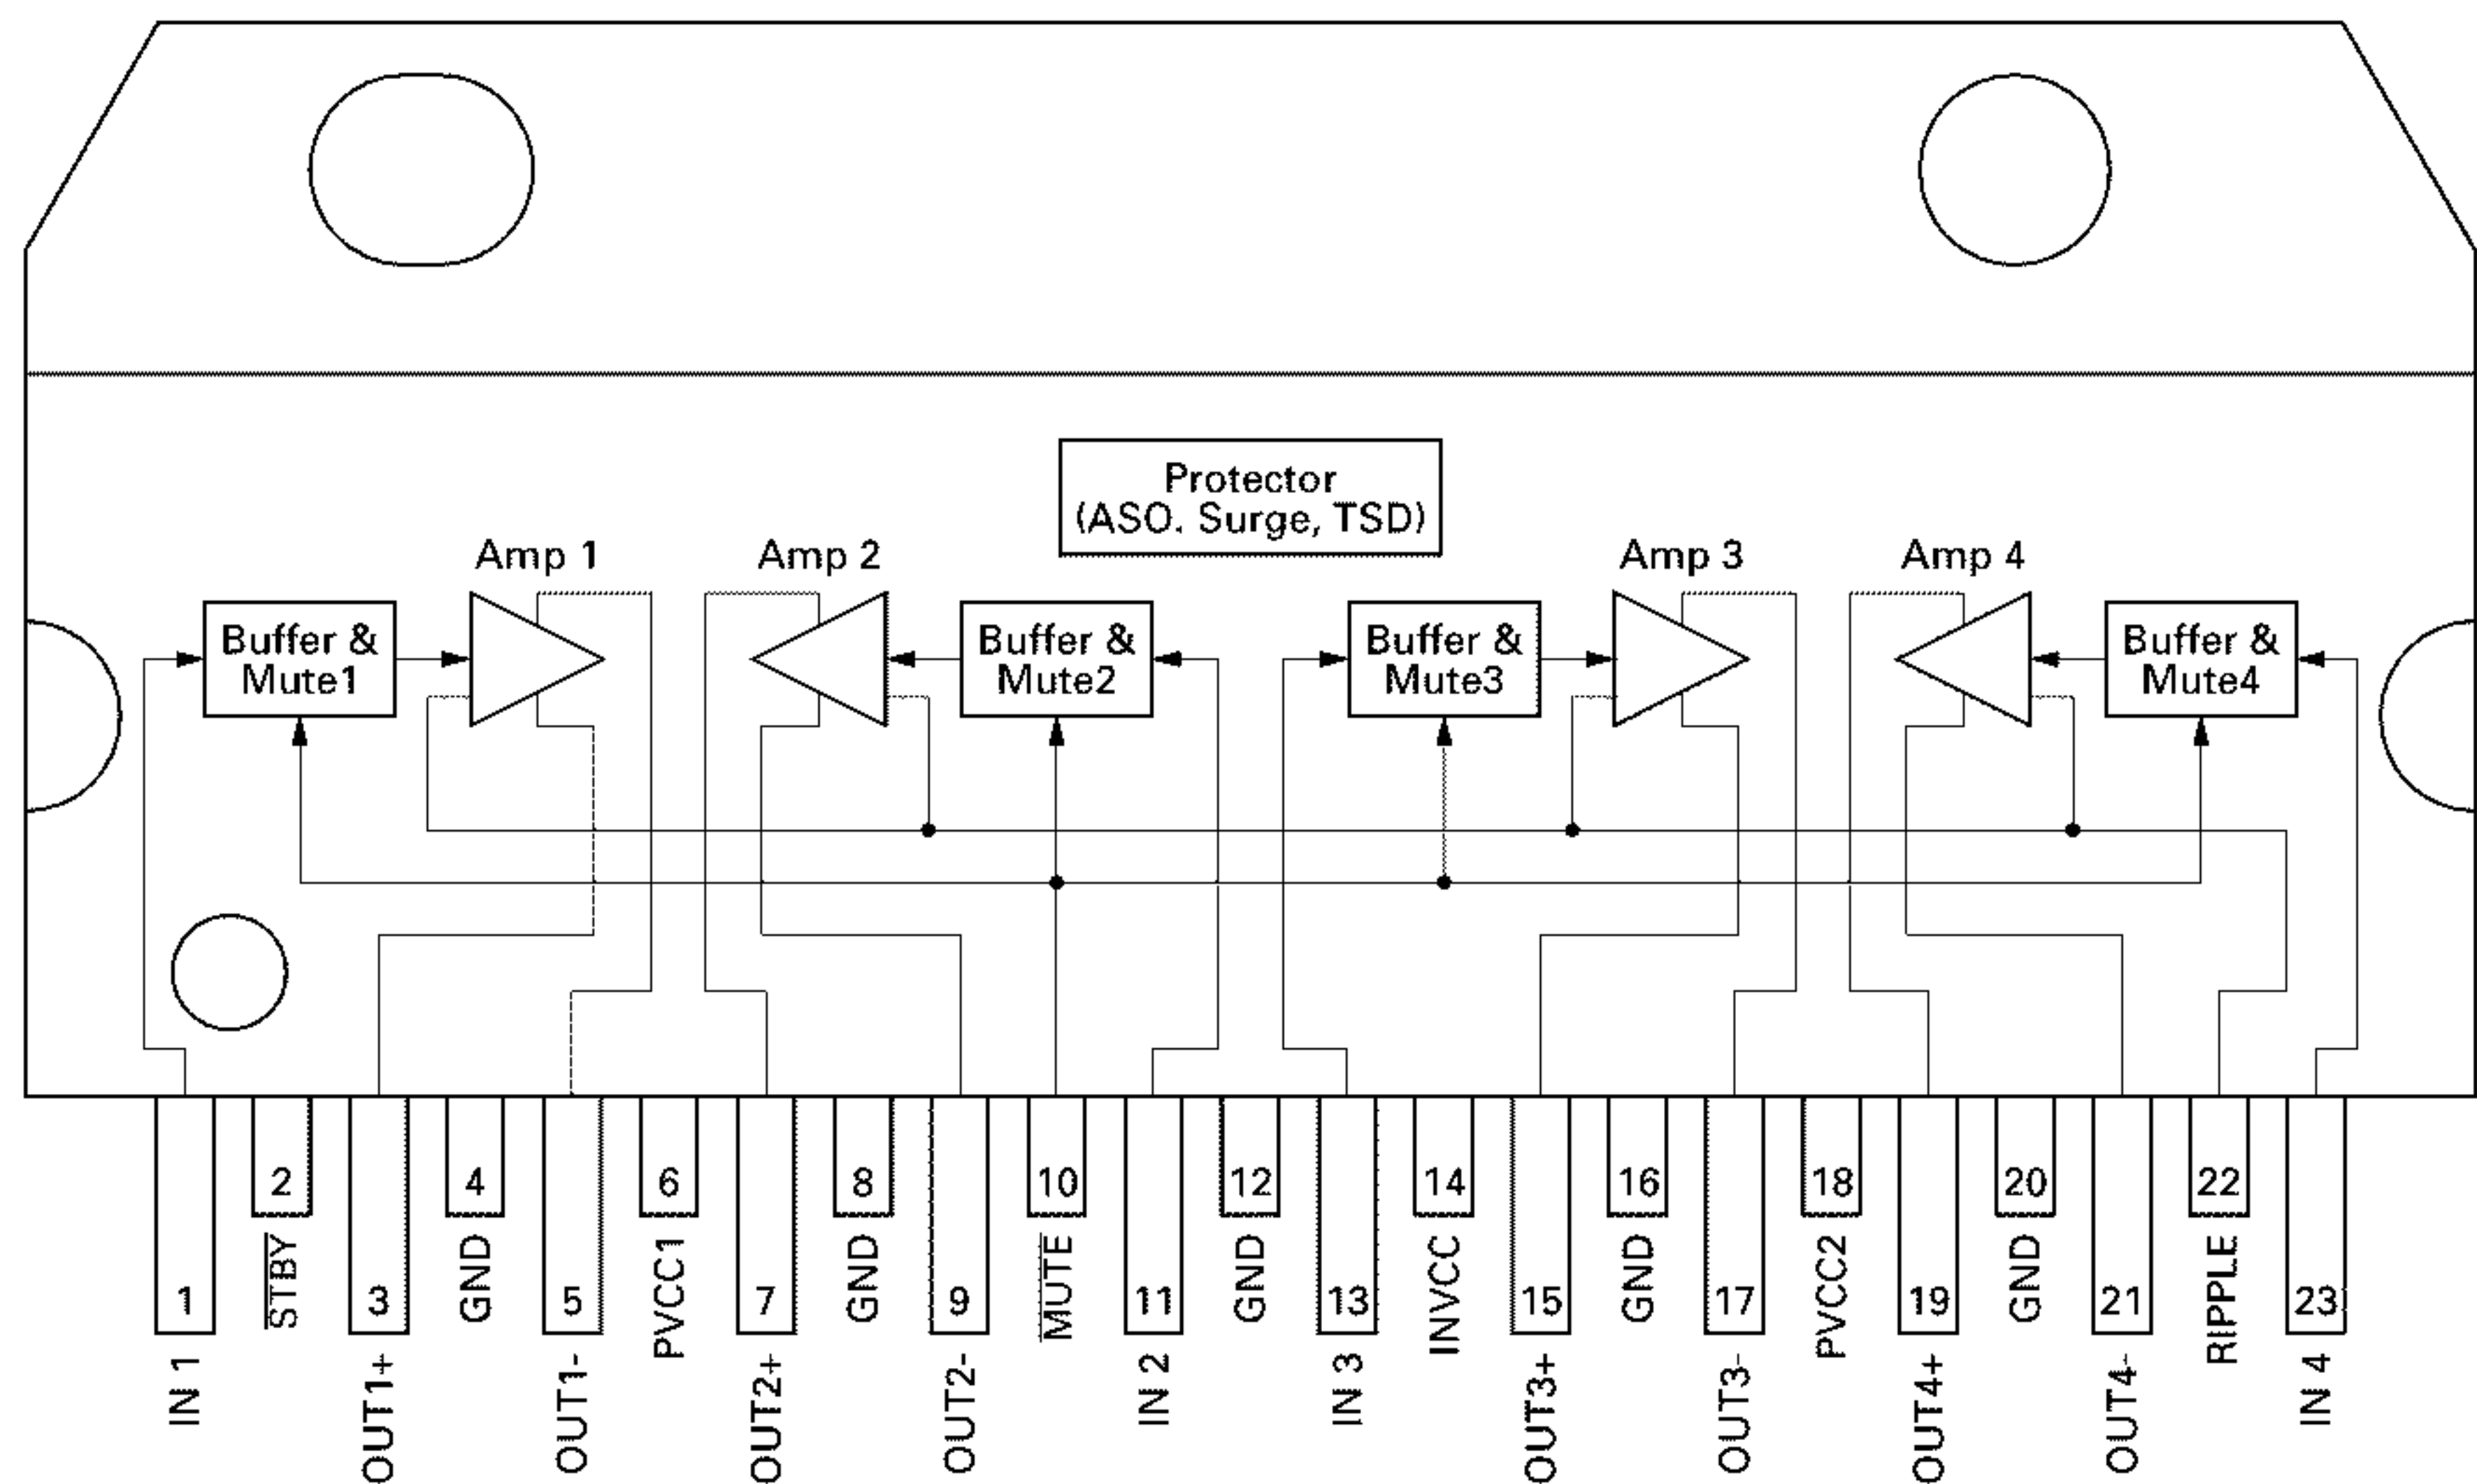 Protector
(ASO. Surge, TSD)
Amp 1
Amp 2
Amp 3
Amp 4
Buffer &
Mute1
Buffer &
Mute2
Buffer &
Mute3
Buffer &
Mute4
1
2
3
4
5
6
7
8
9
10
11
12
13
14
15
16
17
18
19
20
21
22
23
IN 1
STBY
OUT1+
GND
OUT1-
PVCC1
OUT2+
GND
OUT2-
MUTE
IN 2
GND
IN 3
INVCC
OUT3+
GND
OUT3-
PVCC2
OUT4+
GND
OUT4-
RIPPLE
IN 4